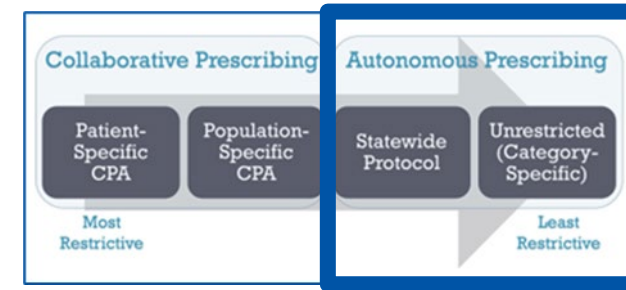 Collaborative Prescribing
Autonomous Prescribing
Patient-
Specific
CPA
Population-
Specific
CPA
Statewide
Protocol
Unrestricted
(Category-
Specific)
Most
Restrictive
Least
Restrictive